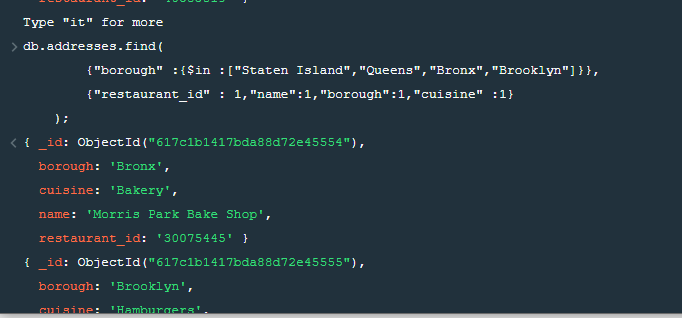 Type "it" for more
> db.addresses.find(
{"borough" :{$in :["Staten Island","Queens","Bronx","Brooklyn"]}},
{"restaurant_id" : 1,"name":1,"borough":1,"cuisine" :1}
);
< { _id: ObjectId("617c1b1417bda88d72e45554"),
borough: 'Bronx',
cuisine: 'Bakery',
name: 'Morris Park Bake Shop',
restaurant_id: '30075445' }
{ _id: ObjectId("617c1b1417bda88d72e45555"),
borough: 'Brooklyn',
cuisine: 'Hamburgers',